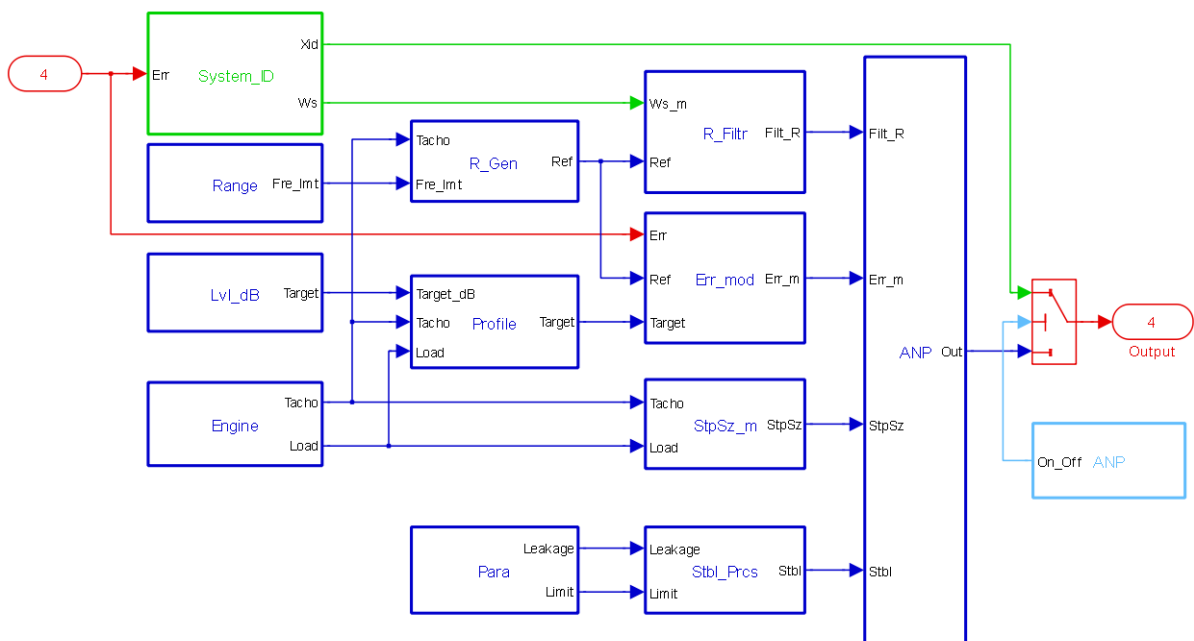 4
Err
System_ID
Xid
Ws
Range
Fre_lmt
Lvl_dB
Target
Engine
Tacho
Load
Tacho
Fre_lmt
R_Gen
Ref
Target_dB
Tacho
Load
Profile
Target
Para
Leakage
Limit
Ws_m
Ref
R_Filtr
Filt_R
Err
Ref
Target
Err_mod
Err_m
Tacho
Load
StpSz_m
StpSz
Leakage
Limit
Stbl_Prcs
Stbl
Filt_R
Err_m
StpSz
Stbl
ANP
Out
4
Output
On_Off
ANP